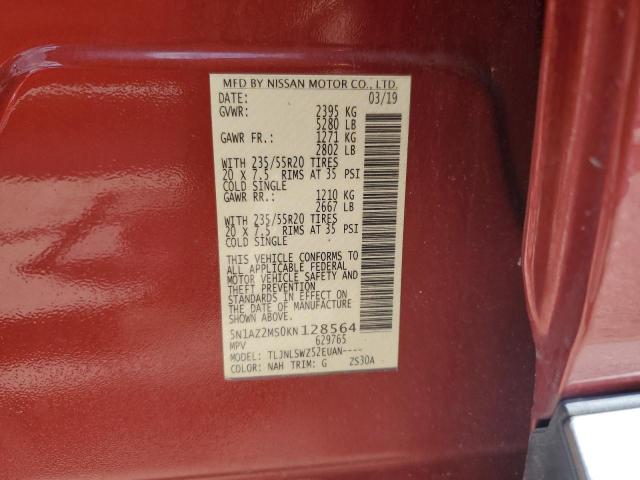 MFD BY NISSAN MOTOR CO., LTD.
DATE: 03/19
GVWR: 2395 KG
5280 LB
GAWR FR.: 1271 KG
2802 LB
WITH 235/55R20 TIRES
20 X 7.5 RIMS AT 35 PSI
COLD SINGLE
GAWR RR.: 1210 KG
2667 LB
WITH 235/55R20 TIRES
20 X 7.5 RIMS AT 35 PSI
COLD SINGLE
THIS VEHICLE CONFORMS TO
ALL APPLICABLE FEDERAL
MOTOR VEHICLE SAFETY AND
THEFT PREVENTION
STANDARDS IN EFFECT ON
THE DATE OF MANUFACTURE
SHOWN ABOVE.
5N1AZ2MS0KN128564
MPV 629765
MODEL: TLJNLSWZ52EUAN----
COLOR: NAH TRIM: G ZS30A